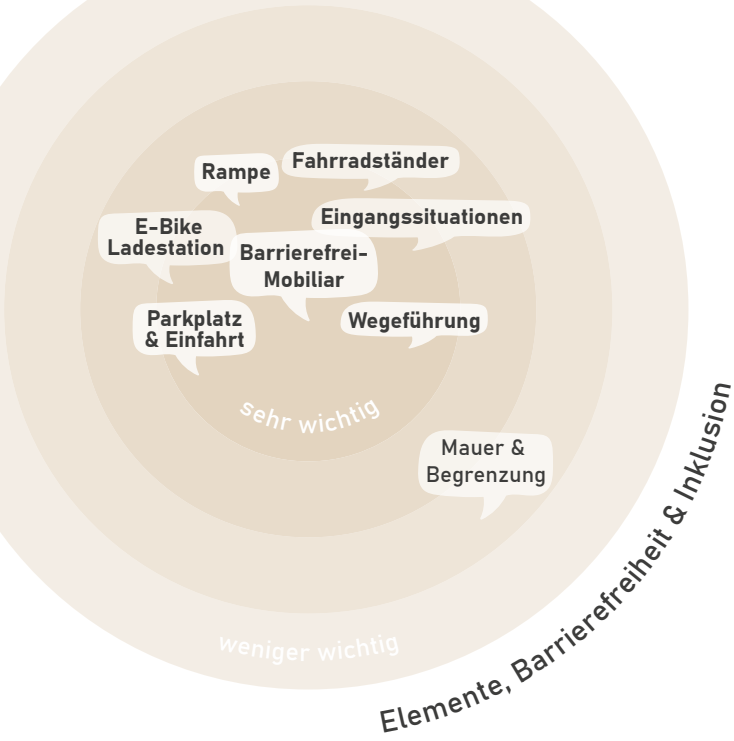 Fahrradständer
Rampe
Eingangssituationen
E-Bike
Ladestation
Barrierefrei-
Mobiliar
Parkplatz
& Einfahrt
Wegeführung
sehr wichtig
Mauer &
Begrenzung
weniger wichtig
Elemente, Barrierefreiheit & Inklusion